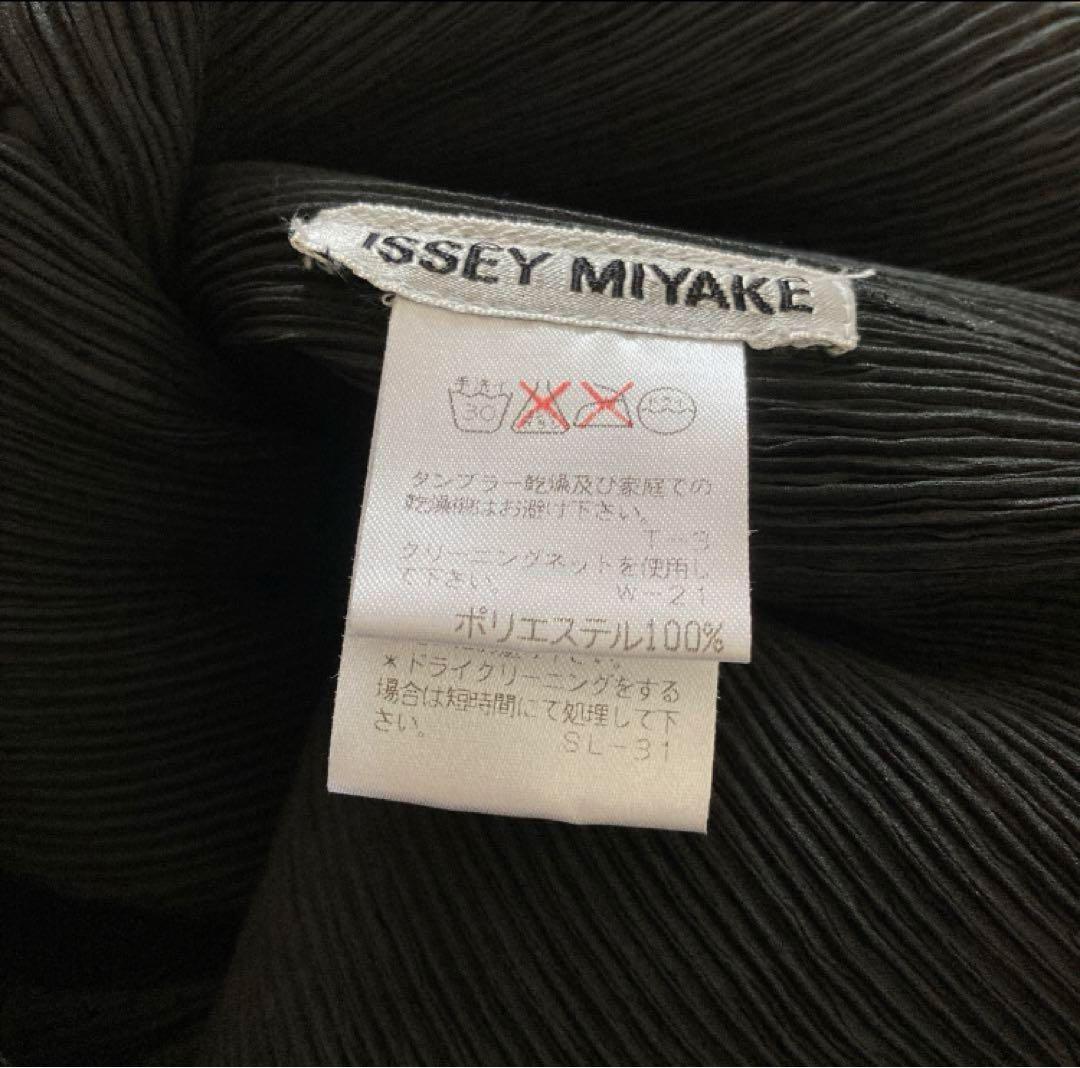 ISSEY MIYAKE
手洗イ
30
タンブラー乾燥及び家庭での
乾燥機はお避け下さい。
T-3
クリーニングネットを使用し
て下さい。 W-21
ポリエステル100%
*ドライクリーニングをする
場合は短時間にて処理して下
さい。
SL-31